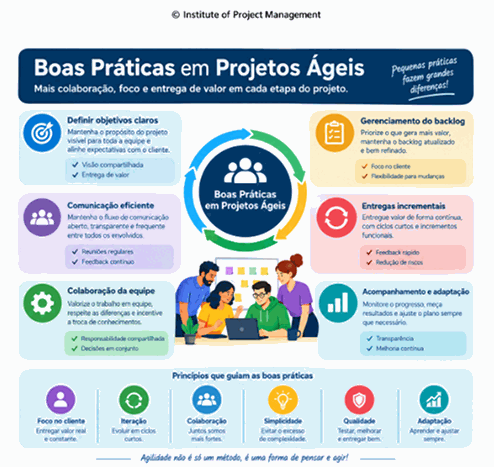 © Institute of Project Management
Boas Práticas em Projetos Ágeis
Mais colaboração, foco e entrega de valor em cada etapa do projeto.
Pequenas práticas
fazem grandes
diferenças!
Definir objetivos claros
Mantenha o propósito do projeto
visível para toda a equipe e
alinhe expectativas com o cliente.
✓ Visão compartilhada
✓ Entrega de valor
Comunicação eficiente
Mantenha o fluxo de comunicação
aberto, transparente e frequente
entre todos os envolvidos.
✓ Reuniões regulares
✓ Feedback contínuo
Colaboração da equipe
Valorize o trabalho em equipe,
respeite as diferenças e incentive
a troca de conhecimentos.
✓ Responsabilidade compartilhada
✓ Decisões em conjunto
Boas Práticas
em Projetos Ágeis
Gerenciamento do backlog
Priorize o que gera mais valor,
mantenha o backlog atualizado
e bem refinado.
✓ Foco no cliente
✓ Flexibilidade para mudanças
Entregas incrementais
Entregue valor de forma contínua,
com ciclos curtos e incrementos
funcionais.
✓ Feedback rápido
✓ Redução de riscos
Acompanhamento e adaptação
Monitore o progresso, meça
resultados e ajuste o plano sempre
que necessário.
✓ Transparência
✓ Melhoria contínua
Princípios que guiam as boas práticas
Foco no cliente
Entregar valor real
e constante.
Iteração
Evoluir em ciclos
curtos.
Colaboração
Juntos, somos
mais fortes.
Simplicidade
Evitar o excesso
de complexidade.
Qualidade
Testar, melhorar
e entregar bem.
Adaptação
Aprender e ajustar
sempre.
Agilidade não é só um método, é uma forma de pensar e agir!